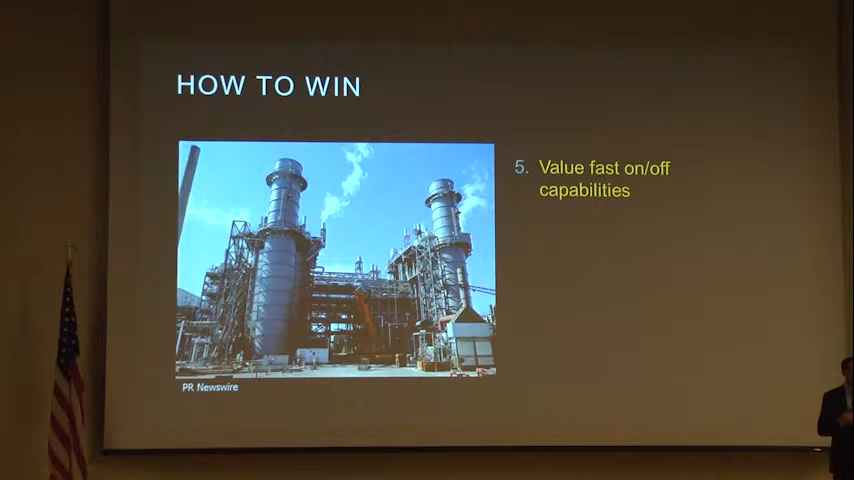 HOW TO WIN
5. Value fast on/off
capabilities
PR Newswire